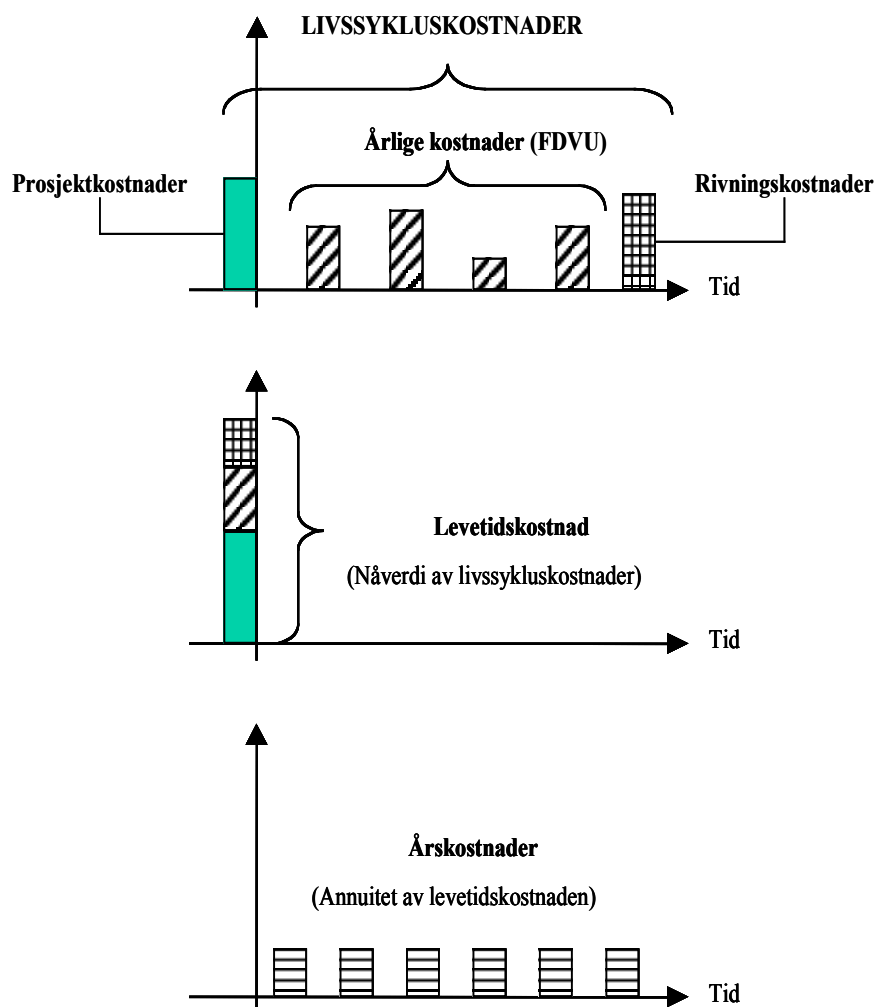 LIVSSYKLUSKOSTNADER
Årlige kostnader (FDVU)
Prosjektkostnader
Rivningskostnader
Tid
Levetidskostnad
(Nåverdi av livssykluskostnader)
Tid
Årskostnader
(Annuitet av levetidskostnaden)
Tid